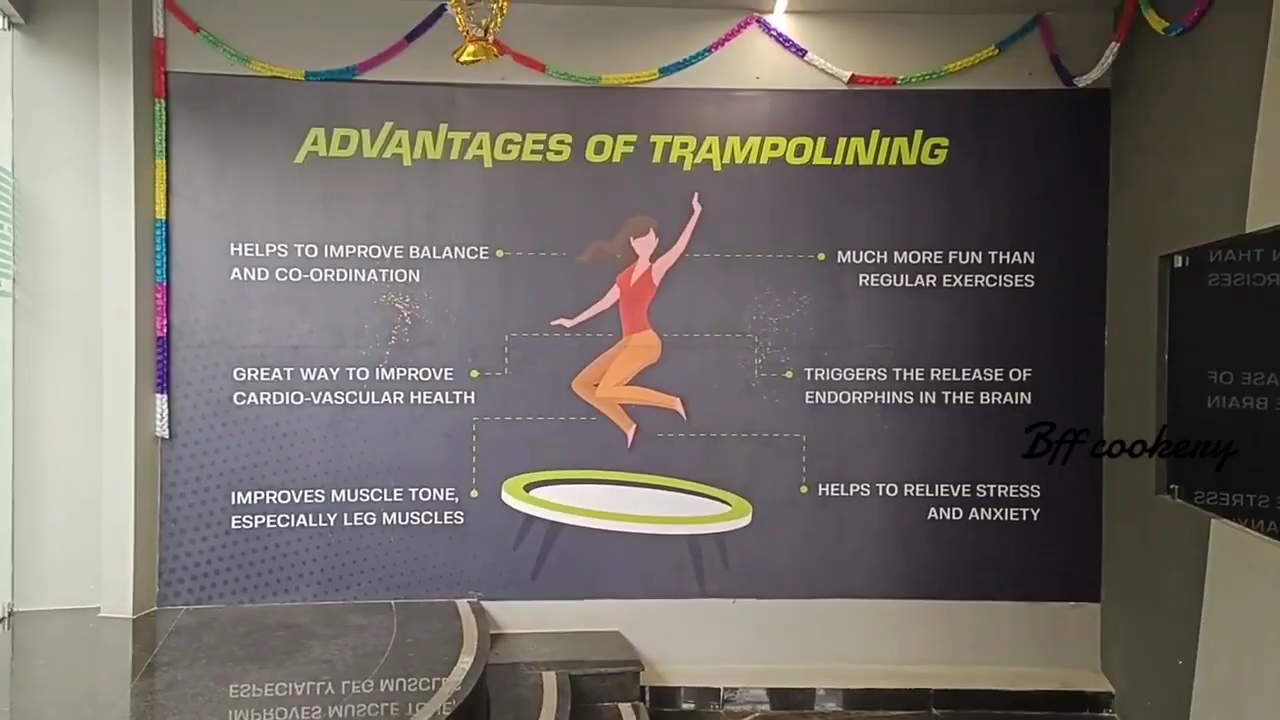 ADVANTAGES OF TRAMPOLINING
HELPS TO IMPROVE BALANCE
AND CO-ORDINATION
MUCH MORE FUN THAN
REGULAR EXERCISES
GREAT WAY TO IMPROVE
CARDIO-VASCULAR HEALTH
TRIGGERS THE RELEASE OF
ENDORPHINS IN THE BRAIN
IMPROVES MUSCLE TONE,
ESPECIALLY LEG MUSCLES
HELPS TO RELIEVE STRESS
AND ANXIETY
Bff cookery